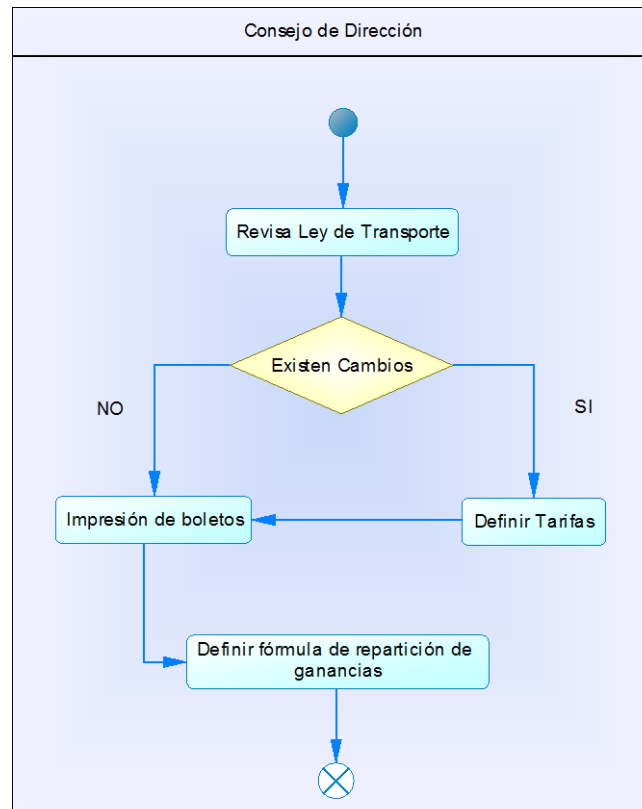 Consejo de Dirección
Revisa Ley de Transporte
Existen Cambios
NO
SI
Impresión de boletos
Definir Tarifas
Definir fórmula de repartición de
ganancias